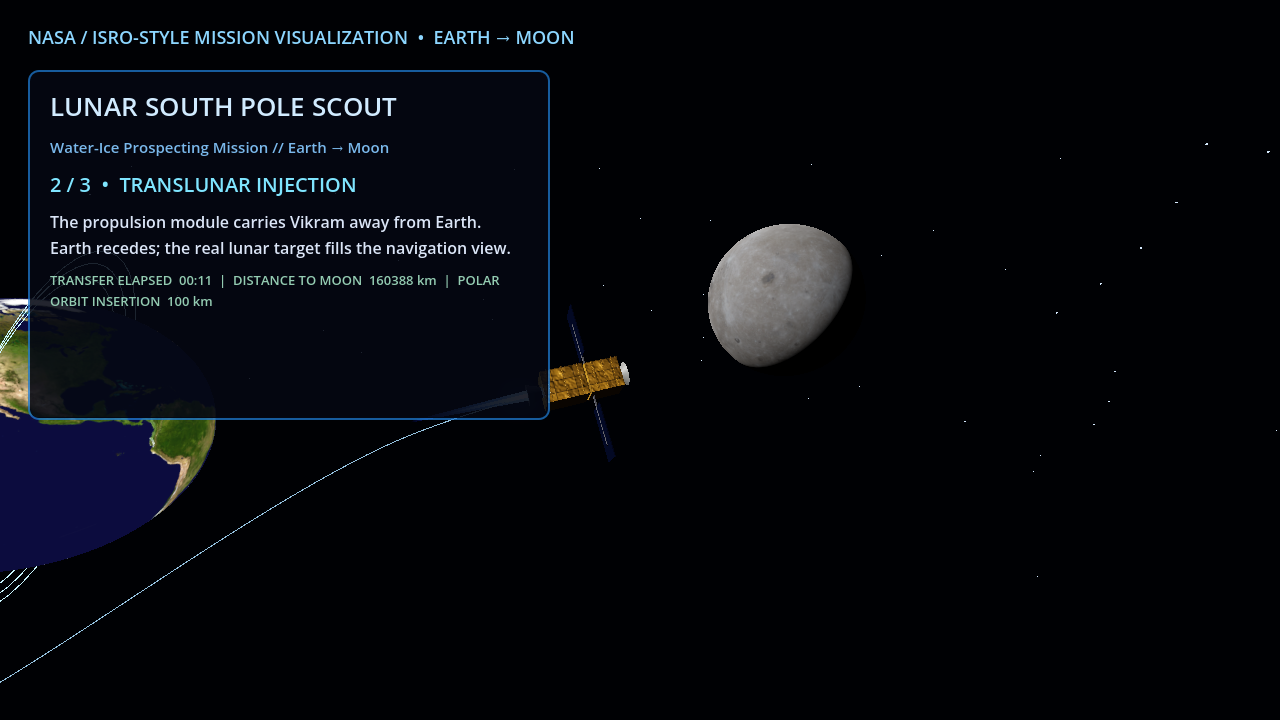 NASA / ISRO-STYLE MISSION VISUALIZATION • EARTH → MOON
LUNAR SOUTH POLE SCOUT
Water-Ice Prospecting Mission // Earth → Moon
2 / 3 • TRANSLUNAR INJECTION
The propulsion module carries Vikram away from Earth.
Earth recedes; the real lunar target fills the navigation view.
TRANSFER ELAPSED 00:11 | DISTANCE TO MOON 160388 km | POLAR
ORBIT INSERTION 100 km